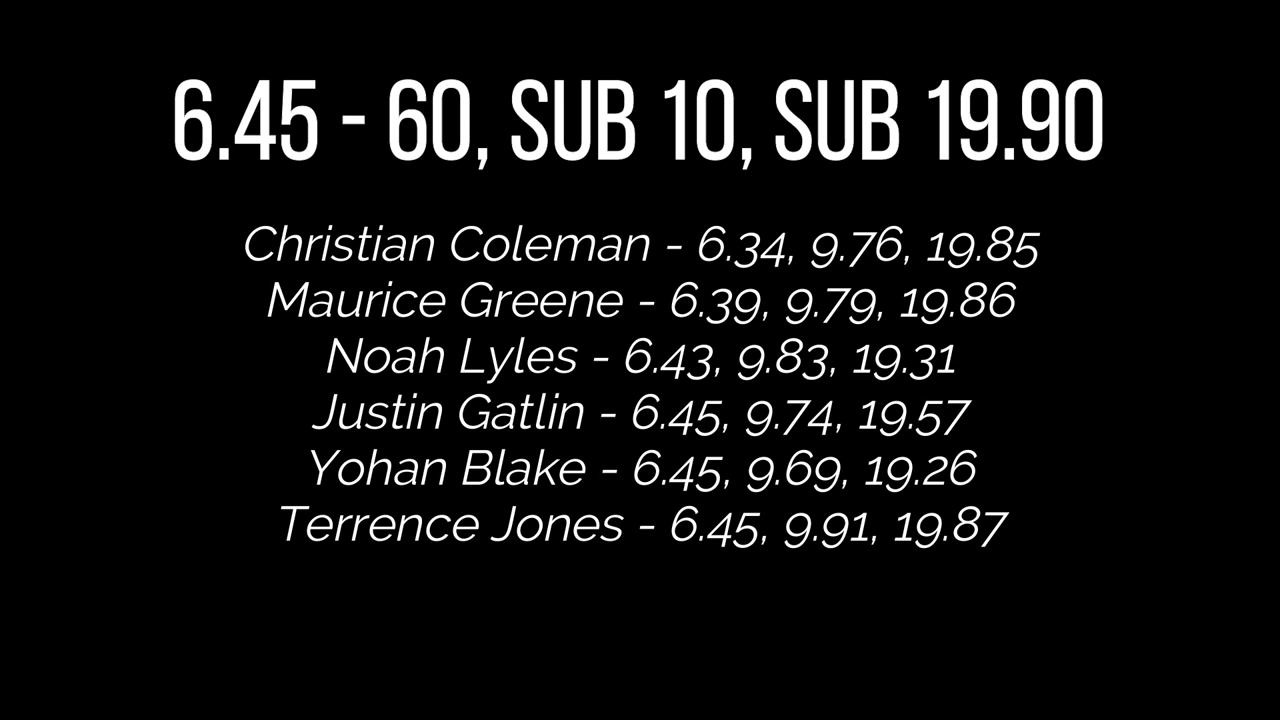 6.45 - 60, SUB 10, SUB 19.90
Christian Coleman - 6.34, 9.76, 19.85
Maurice Greene - 6.39, 9.79, 19.86
Noah Lyles - 6.43, 9.83, 19.31
Justin Gatlin - 6.45, 9.74, 19.57
Yohan Blake - 6.45, 9.69, 19.26
Terrence Jones - 6.45, 9.91, 19.87